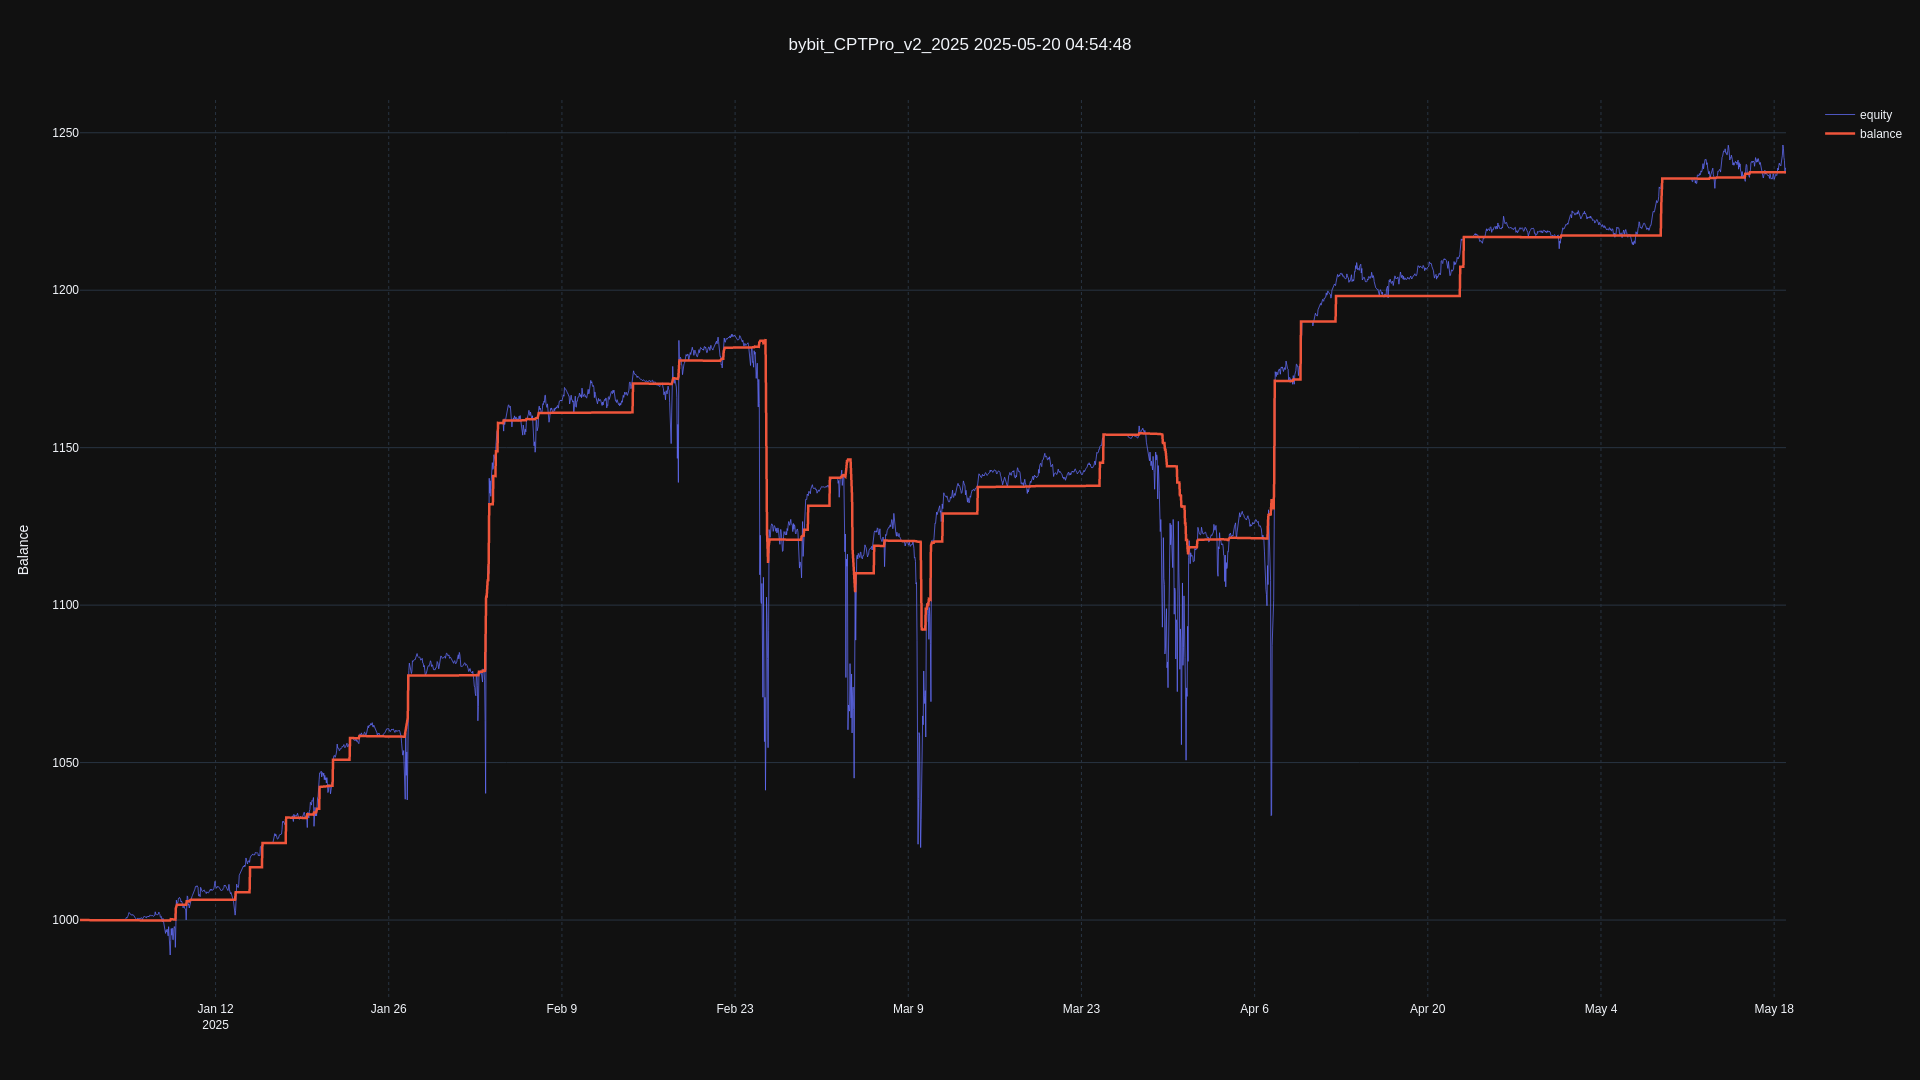 bybit_CPTPro_v2_2025 2025-05-20 04:54:48
equity
balance
1250
1200
1150
1100
1050
1000
Balance
Jan 12
2025
Jan 26
Feb 9
Feb 23
Mar 9
Mar 23
Apr 6
Apr 20
May 4
May 18